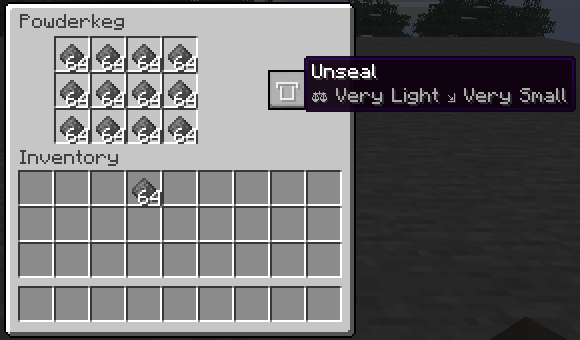 Powderkeg
64 64 64 64
Unseal
⚖ Very Light ⇲ Very Small
64 64 64 64
64 64 64 64
Inventory
64